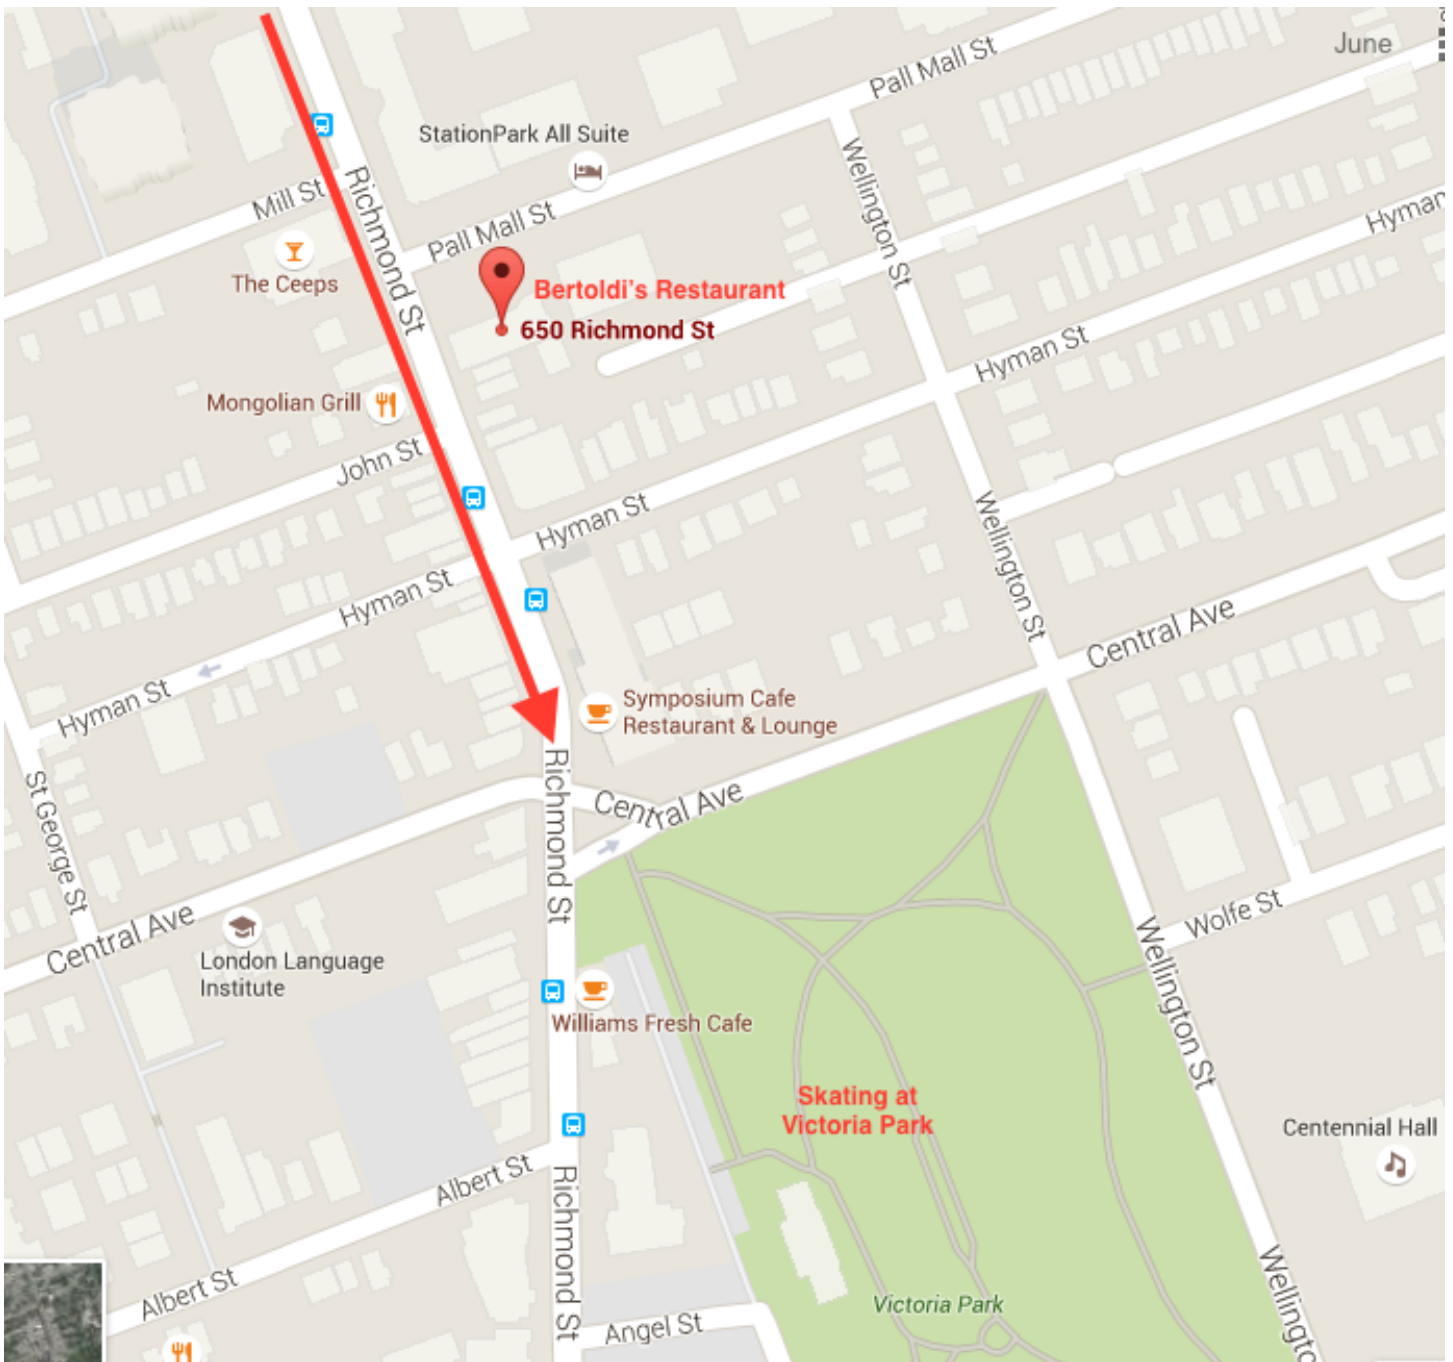 June
Pall Mall St
StationPark All Suite
Mill St
Richmond St
Wellington St
Pall Mall St
Hyman
The Ceeps
Bertoldi's Restaurant
650 Richmond St
Hyman St
Mongolian Grill
John St
Hyman St
Wellington St
Hyman St
Central Ave
Hyman St
Symposium Cafe
Restaurant & Lounge
Richmond St
Central Ave
St George St
Central Ave
Wolfe St
Wellington St
London Language
Institute
Williams Fresh Cafe
Skating at
Victoria Park
Centennial Hall
Albert St
Richmond St
Albert St
Victoria Park
Angel St
Wellingto